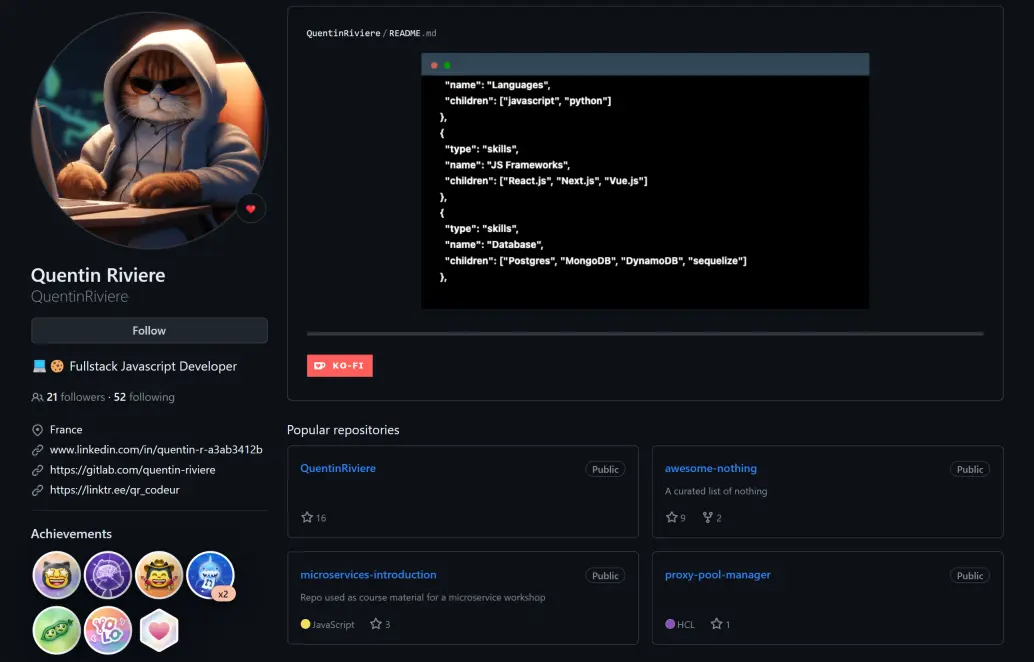 Quentin Riviere
QuentinRiviere
Follow
Fullstack Javascript Developer
21 followers · 52 following
France
www.linkedin.com/in/quentin-r-a3ab3412b
https://gitlab.com/quentin-riviere
https://linktr.ee/qr_codeur
Achievements
x2
YOLO
QuentinRiviere/README.md
"name": "Languages",
"children": ["javascript", "python"]
},
{
"type": "skills",
"name": "JS Frameworks",
"children": ["React.js", "Next.js", "Vue.js"]
},
{
"type": "skills",
"name": "Database",
"children": ["Postgres", "MongoDB", "DynamoDB", "sequelize"]
},
KO-FI
Popular repositories
QuentinRiviere Public
16
awesome-nothing Public
A curated list of nothing
9 2
microservices-introduction Public
Repo used as course material for a microservice workshop
JavaScript 3
proxy-pool-manager Public
HCL 1